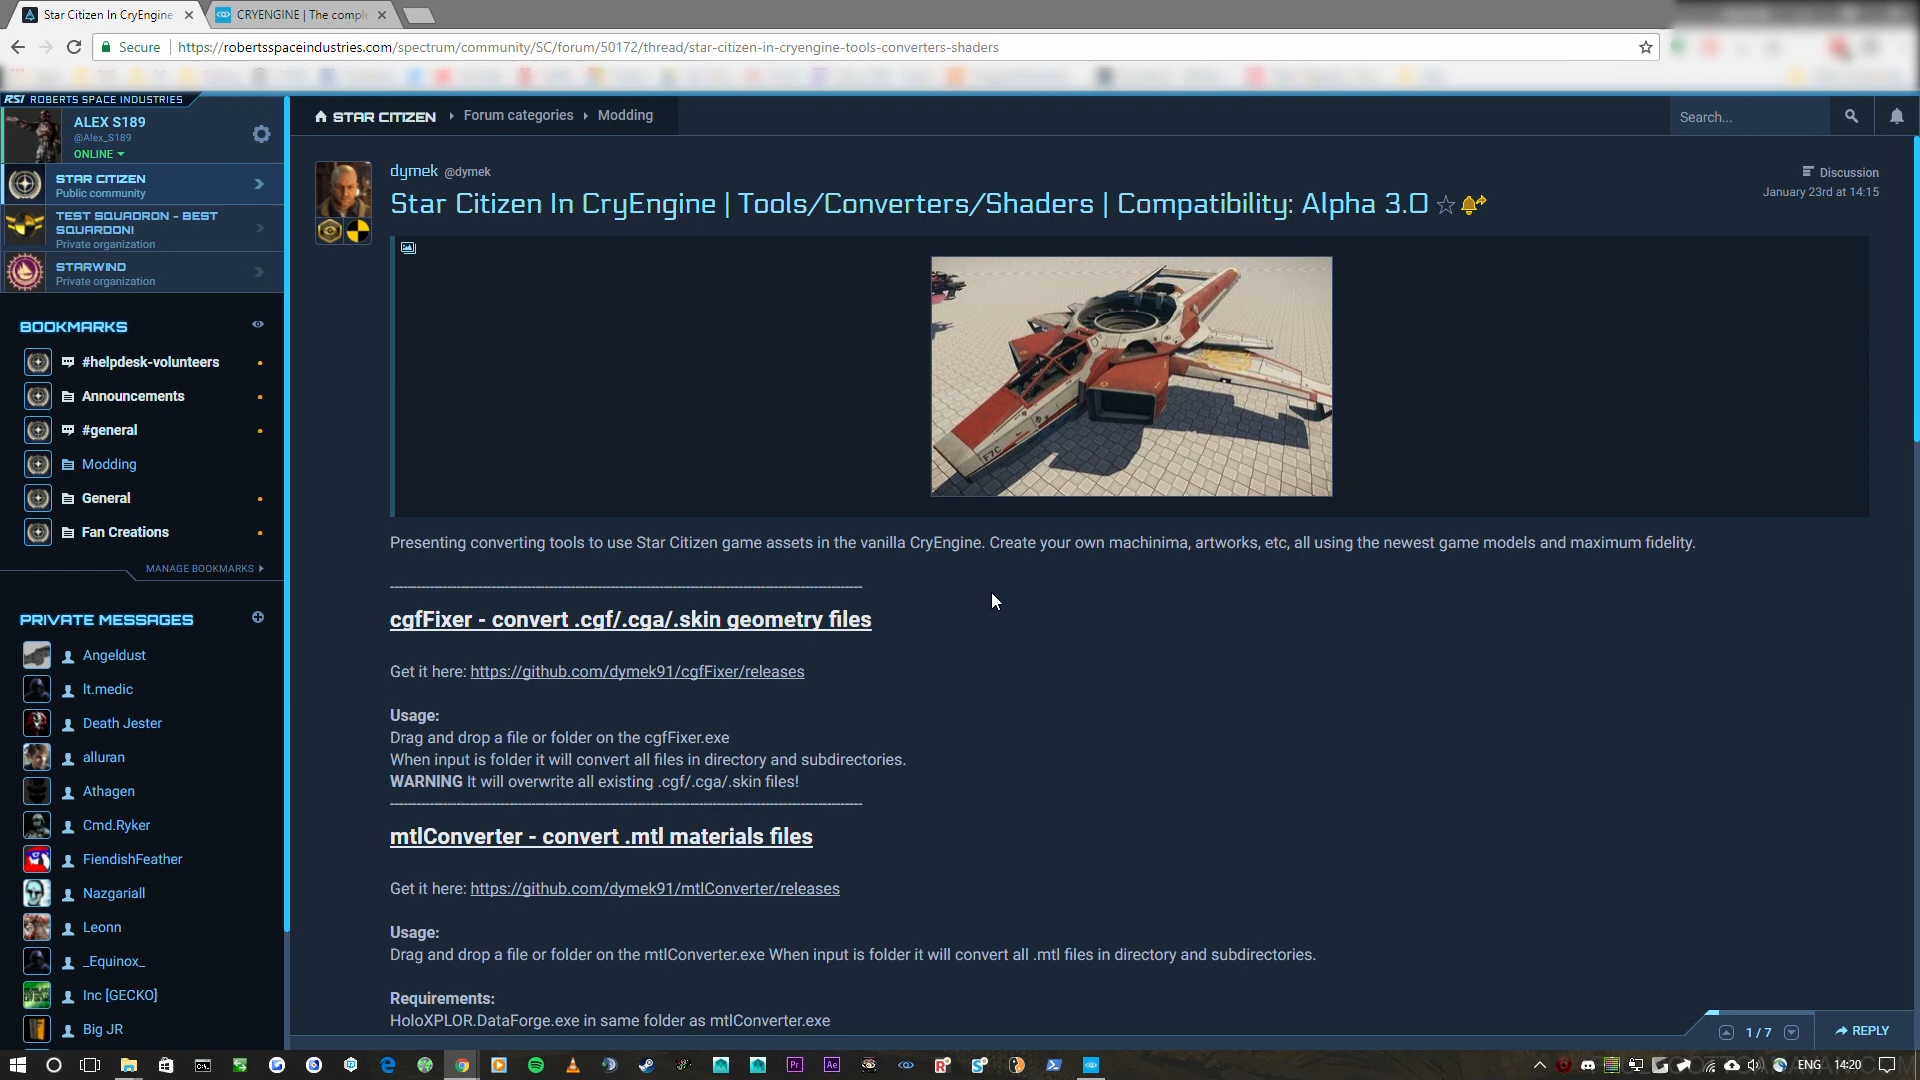 Star Citizen In CryEngine
CRYENGINE | The comple
Secure
https://robertsspaceindustries.com/spectrum/community/SC/forum/50172/thread/star-citizen-in-cryengine-tools-converters-shaders
RSI ROBERTS SPACE INDUSTRIES
ALEX S189
@Alex_S189
ONLINE
STAR CITIZEN
Public community
TEST SQUADRON - BEST
SQUARDON!
Private organization
STARWIND
Private organization
BOOKMARKS
#helpdesk-volunteers
Announcements
#general
Modding
General
Fan Creations
MANAGE BOOKMARKS
PRIVATE MESSAGES
Angeldust
lt.medic
Death Jester
alluran
Athagen
Cmd.Ryker
FiendishFeather
Nazgariall
Leonn
_Equinox_
Inc [GECKO]
Big JR
STAR CITIZEN
Forum categories
Modding
Search...
dymek @dymek
Discussion
January 23rd at 14:15
Star Citizen In CryEngine | Tools/Converters/Shaders | Compatibility: Alpha 3.0
F7C
Presenting converting tools to use Star Citizen game assets in the vanilla CryEngine. Create your own machinima, artworks, etc, all using the newest game models and maximum fidelity.
cgfFixer - convert .cgf/.cga/.skin geometry files
Get it here: https://github.com/dymek91/cgfFixer/releases
Usage:
Drag and drop a file or folder on the cgfFixer.exe
When input is folder it will convert all files in directory and subdirectories.
WARNING It will overwrite all existing .cgf/.cga/.skin files!
mtlConverter - convert .mtl materials files
Get it here: https://github.com/dymek91/mtlConverter/releases
Usage:
Drag and drop a file or folder on the mtlConverter.exe When input is folder it will convert all .mtl files in directory and subdirectories.
Requirements:
HoloXPLOR.DataForge.exe in same folder as mtlConverter.exe
1 / 7
REPLY
Pr
Ae
ENG
14:20